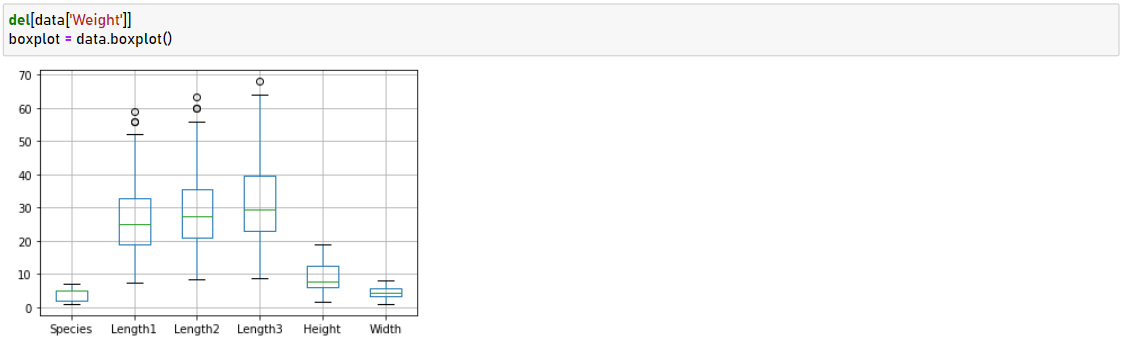 del[data['Weight']]
boxplot = data.boxplot()
70
60
50
40
30
20
10
0
Species Length1 Length2 Length3 Height Width